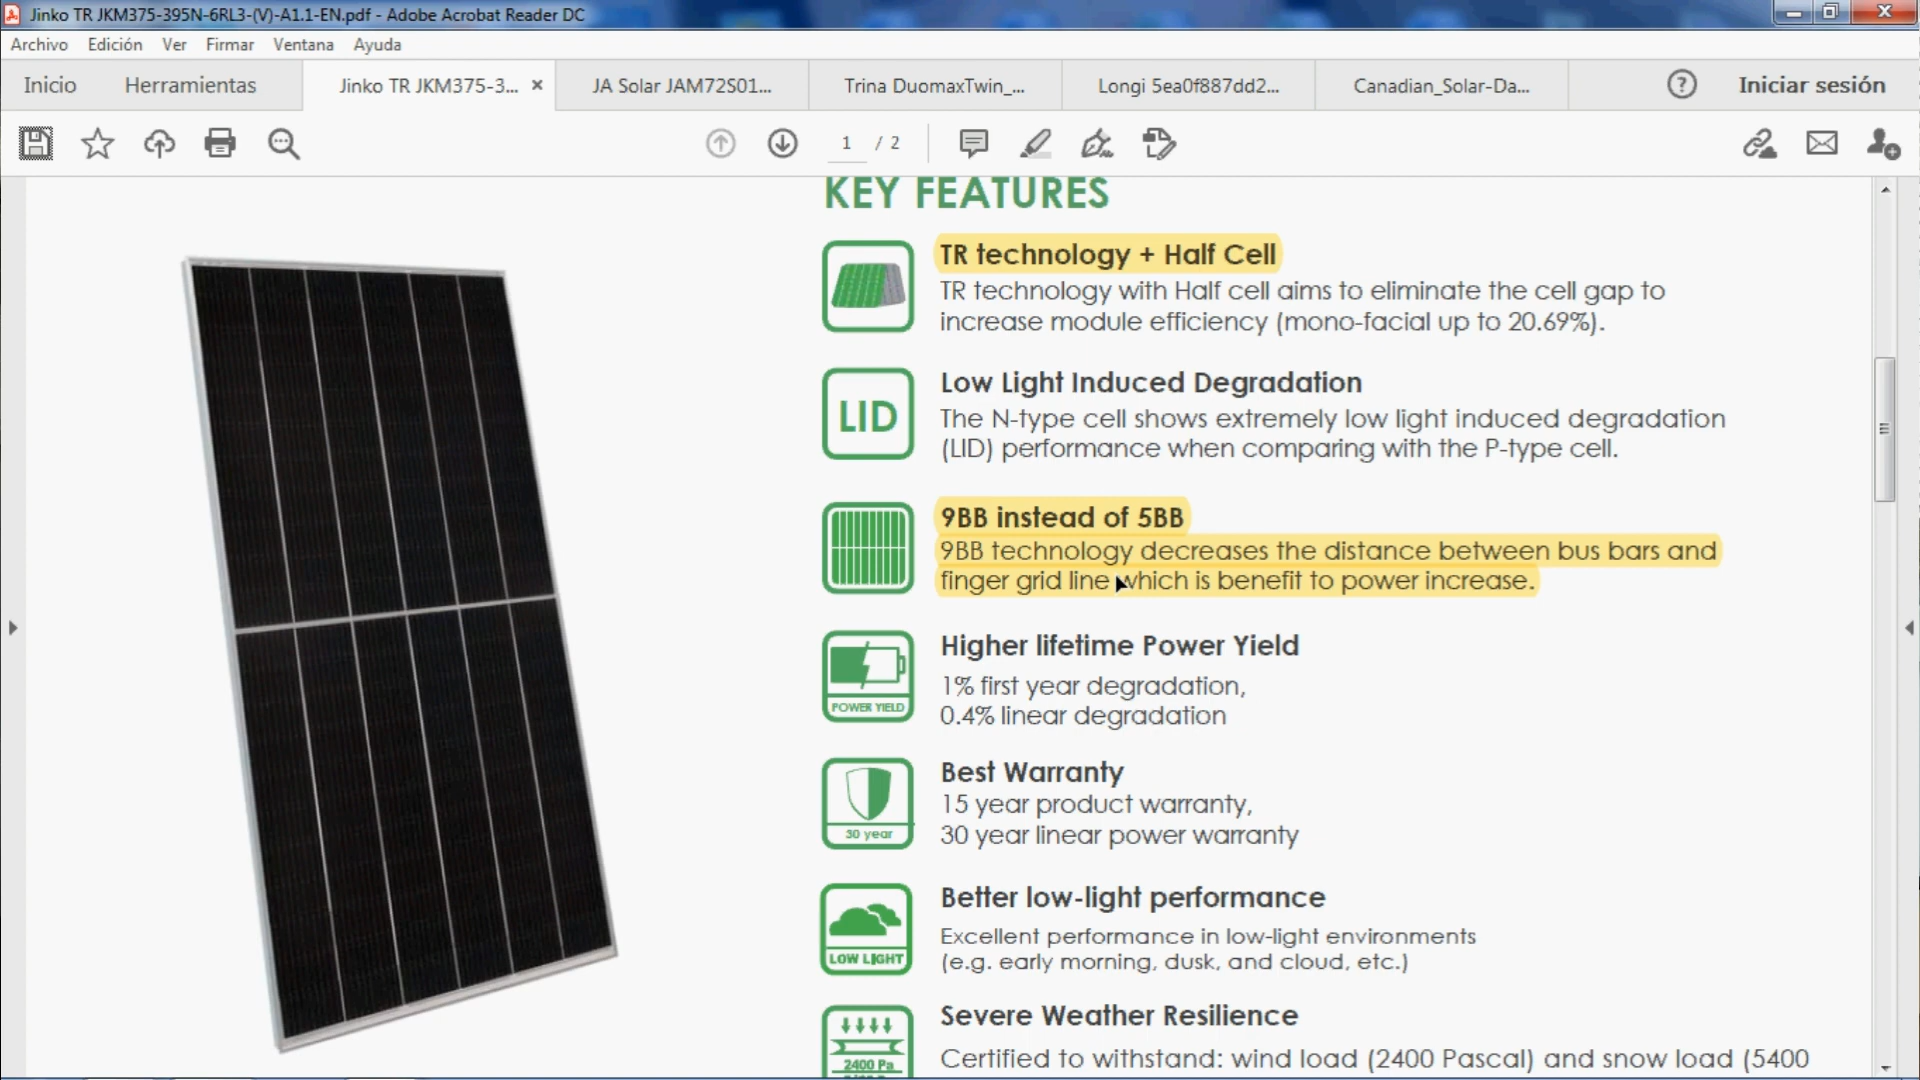 Jinko TR JKM375-395N-6RL3-(V)-A1.1-EN.pdf - Adobe Acrobat Reader DC
Archivo Edición Ver Firmar Ventana Ayuda
Inicio Herramientas Jinko TR JKM375-3... JA Solar JAM72S01... Trina DuomaxTwin_... Longi 5ea0f887dd2... Canadian_Solar-Da... Iniciar sesión
1 / 2
KEY FEATURES
TR technology + Half Cell
TR technology with Half cell aims to eliminate the cell gap to
increase module efficiency (mono-facial up to 20.69%).
LID
Low Light Induced Degradation
The N-type cell shows extremely low light induced degradation
(LID) performance when comparing with the P-type cell.
9BB instead of 5BB
9BB technology decreases the distance between bus bars and
finger grid line which is benefit to power increase.
POWER YIELD
Higher lifetime Power Yield
1% first year degradation,
0.4% linear degradation
30 year
Best Warranty
15 year product warranty,
30 year linear power warranty
LOW LIGHT
Better low-light performance
Excellent performance in low-light environments
(e.g. early morning, dusk, and cloud, etc.)
2400 Pa
Severe Weather Resilience
Certified to withstand: wind load (2400 Pascal) and snow load (5400